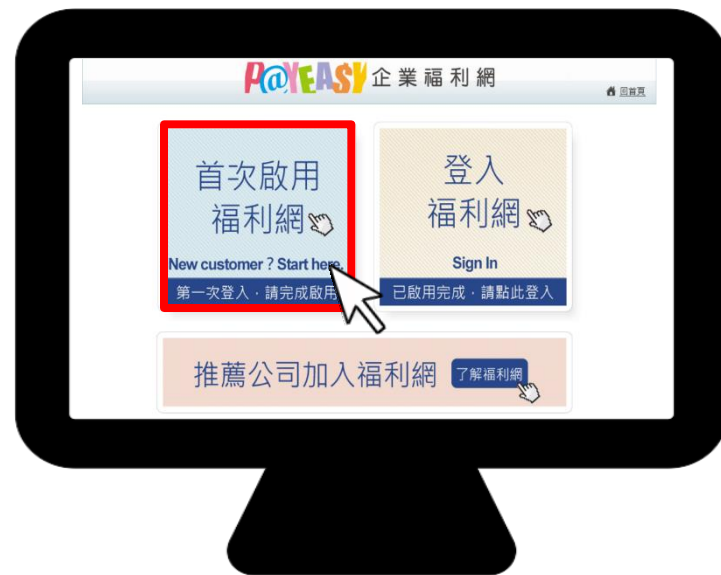 P@YEASY 企業福利網
回首頁
首次啟用
福利網
New customer？Start here.
第一次登入，請完成啟用
登入
福利網
Sign In
已啟用完成，請點此登入
推薦公司加入福利網 了解福利網